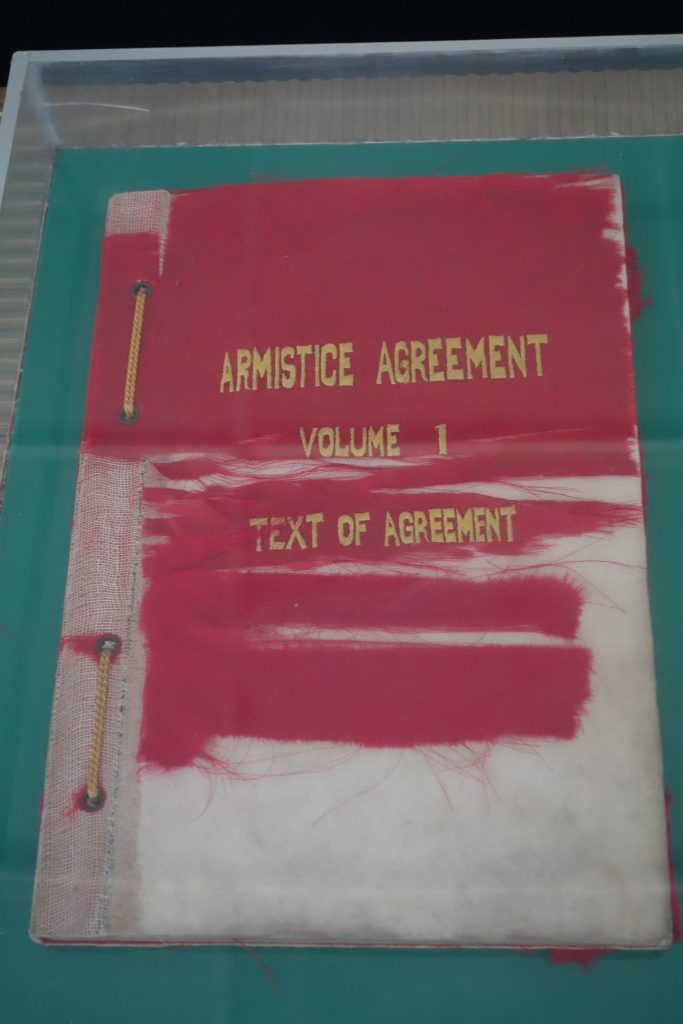 ARMISTICE AGREEMENT
VOLUME 1
TEXT OF AGREEMENT